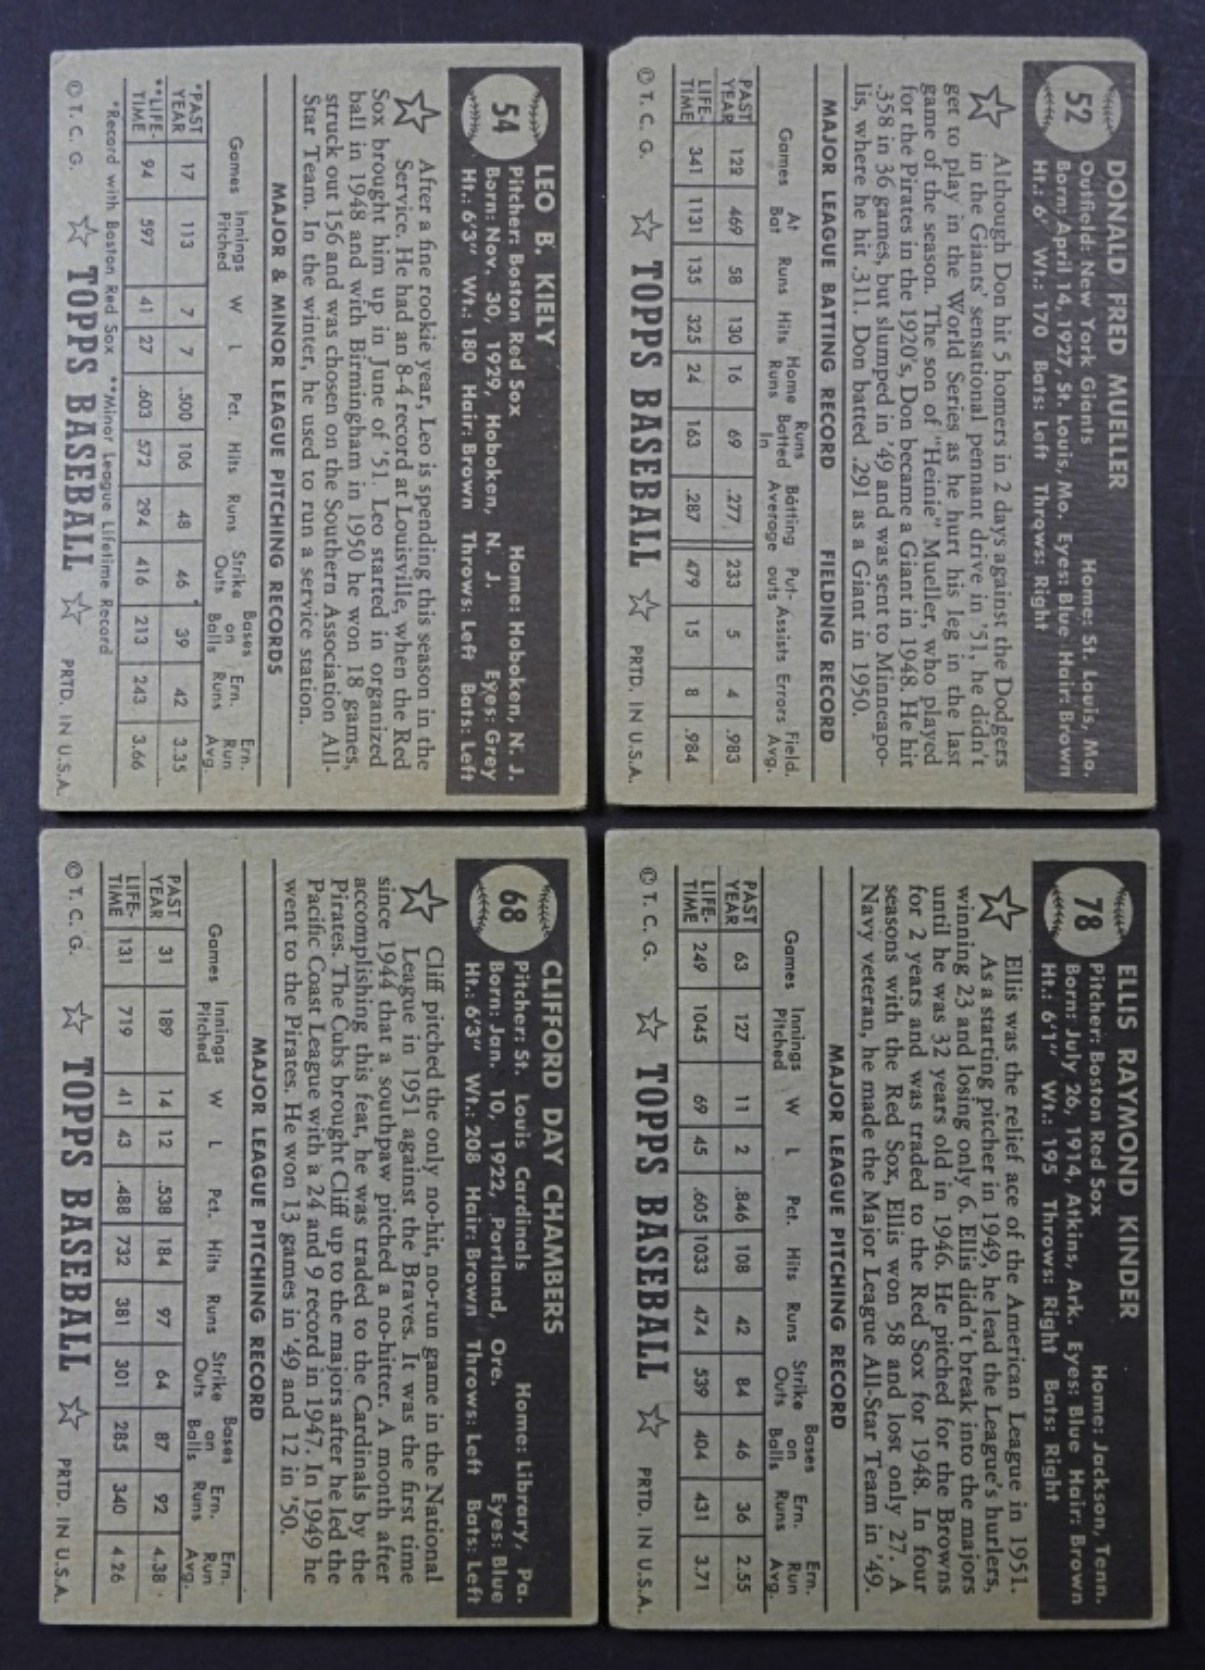 54
LEO B. KIELY
Pitcher: Boston Red Sox Home: Hoboken, N. J.
Born: Nov. 30, 1929, Hoboken, N. J. Eyes: Grey
Ht.: 6'3" Wt.: 180 Hair: Brown Throws: Left Bats: Left
After a fine rookie year, Leo is spending this season in the
Service. He had an 8-4 record at Louisville, when the Red
Sox brought him up in June of '51. Leo started in organized
ball in 1948 and with Birmingham in 1950 he won 18 games,
struck out 156 and was chosen on the Southern Association All-
Star Team. In the winter, he used to run a service station.
MAJOR & MINOR LEAGUE PITCHING RECORDS
Games Innings Pitched W L Pct. Hits Runs Strike Outs Bases on Balls Ern. Runs Ern. Run Avg.
*PAST YEAR 17 113 7 7 .500 106 48 46 39 42 3.35
**LIFE-TIME 94 597 41 27 .603 572 294 416 213 243 3.66
*Record with Boston Red Sox **Minor League Lifetime Record
© T. C. G. ☆ TOPPS BASEBALL ☆ PRTD. IN U.S.A.
52
DONALD FRED MUELLER
Outfield: New York Giants Home: St. Louis, Mo.
Born: April 14, 1927, St. Louis, Mo. Eyes: Blue Hair: Brown
Ht.: 6' Wt.: 170 Bats: Left Throws: Right
Although Don hit 5 homers in 2 days against the Dodgers
in the Giants' sensational pennant drive in '51, he didn't
get to play in the World Series as he hurt his leg in the last
game of the season. The son of "Heinie" Mueller, who played
for the Pirates in the 1920's, Don became a Giant in 1948. He hit
.358 in 36 games, but slumped in '49 and was sent to Minneapo-
lis, where he hit .311. Don batted .291 as a Giant in 1950.
MAJOR LEAGUE BATTING RECORD FIELDING RECORD
Games At Bat Runs Hits Home Runs Runs Batted In Batting Average Put-outs Assists Errors Field. Avg.
PAST YEAR 122 469 58 130 16 69 .277 233 5 4 .983
LIFE-TIME 341 1131 135 325 24 163 .287 479 15 8 .984
© T. C. G. ☆ TOPPS BASEBALL ☆ PRTD. IN U.S.A.
68
CLIFFORD DAY CHAMBERS
Pitcher: St. Louis Cardinals Home: Library, Pa.
Born: Jan. 10, 1922, Portland, Ore. Eyes: Blue
Ht.: 6'3" Wt.: 208 Hair: Brown Throws: Left Bats: Left
Cliff pitched the only no-hit, no-run game in the National
League in 1951 against the Braves. It was the first time
since 1944 that a southpaw pitched a no-hitter. A month after
accomplishing this feat, he was traded to the Cardinals by the
Pirates. The Cubs brought Cliff up to the majors after he led the
Pacific Coast League with a 24 and 9 record in 1947. In 1949 he
went to the Pirates. He won 13 games in '49 and 12 in '50.
MAJOR LEAGUE PITCHING RECORD
Games Innings Pitched W L Pct. Hits Runs Strike Outs Bases on Balls Ern. Runs Ern. Run Avg.
PAST YEAR 31 189 14 12 .538 184 97 64 87 92 4.38
LIFE-TIME 131 719 41 43 .488 732 381 301 285 340 4.26
© T. C. G. ☆ TOPPS BASEBALL ☆ PRTD. IN U.S.A.
78
ELLIS RAYMOND KINDER
Pitcher: Boston Red Sox Home: Jackson, Tenn.
Born: July 26, 1914, Atkins, Ark. Eyes: Blue Hair: Brown
Ht.: 6'1" Wt.: 195 Throws: Right Bats: Right
Ellis was the relief ace of the American League in 1951.
As a starting pitcher in 1949, he lead the League's hurlers,
winning 23 and losing only 6. Ellis didn't break into the majors
until he was 32 years old in 1946. He pitched for the Browns
for 2 years and was traded to the Red Sox for 1948. In four
seasons with the Red Sox, Ellis won 58 and lost only 27. A
Navy veteran, he made the Major League All-Star Team in '49.
MAJOR LEAGUE PITCHING RECORD
Games Innings Pitched W L Pct. Hits Runs Strike Outs Bases on Balls Ern. Runs Ern. Run Avg.
PAST YEAR 63 127 11 2 .846 108 42 84 46 36 2.55
LIFE-TIME 249 1045 69 45 .605 1033 474 539 404 431 3.71
© T. C. G. ☆ TOPPS BASEBALL ☆ PRTD. IN U.S.A.